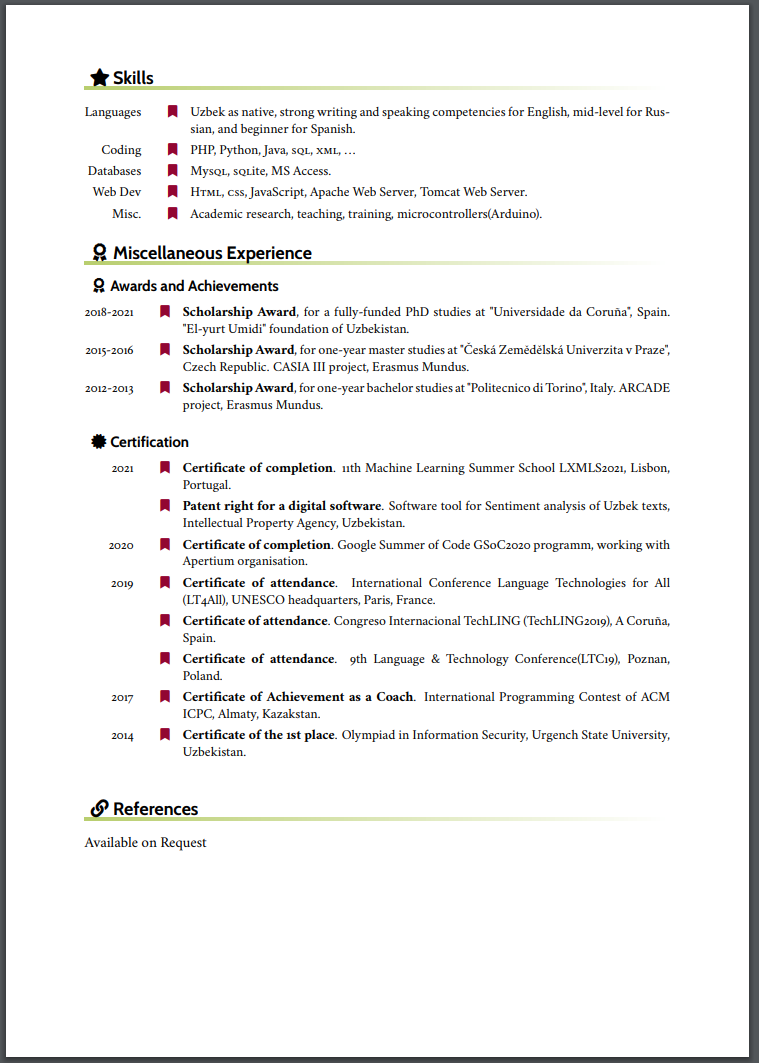 Skills
Languages Uzbek as native, strong writing and speaking competencies for English, mid-level for Rus-
sian, and beginner for Spanish.
Coding PHP, Python, Java, SQL, XML, …
Databases MySQL, SQLite, MS Access.
Web Dev HTML, CSS, JavaScript, Apache Web Server, Tomcat Web Server.
Misc. Academic research, teaching, training, microcontrollers(Arduino).
Miscellaneous Experience
Awards and Achievements
2018-2021 Scholarship Award, for a fully-funded PhD studies at "Universidade da Coruña", Spain.
"El-yurt Umidi" foundation of Uzbekistan.
2015-2016 Scholarship Award, for one-year master studies at "Česká Zemědělská Univerzita v Praze",
Czech Republic. CASIA III project, Erasmus Mundus.
2012-2013 Scholarship Award, for one-year bachelor studies at "Politecnico di Torino", Italy. ARCADE
project, Erasmus Mundus.
Certification
2021 Certificate of completion. 11th Machine Learning Summer School LXMLS2021, Lisbon,
Portugal.
Patent right for a digital software. Software tool for Sentiment analysis of Uzbek texts,
Intellectual Property Agency, Uzbekistan.
2020 Certificate of completion. Google Summer of Code GSoC2020 programm, working with
Apertium organisation.
2019 Certificate of attendance. International Conference Language Technologies for All
(LT4All), UNESCO headquarters, Paris, France.
Certificate of attendance. Congreso Internacional TechLING (TechLING2019), A Coruña,
Spain.
Certificate of attendance. 9th Language & Technology Conference(LTC19), Poznan,
Poland.
2017 Certificate of Achievement as a Coach. International Programming Contest of ACM
ICPC, Almaty, Kazakstan.
2014 Certificate of the 1st place. Olympiad in Information Security, Urgench State University,
Uzbekistan.
References
Available on Request